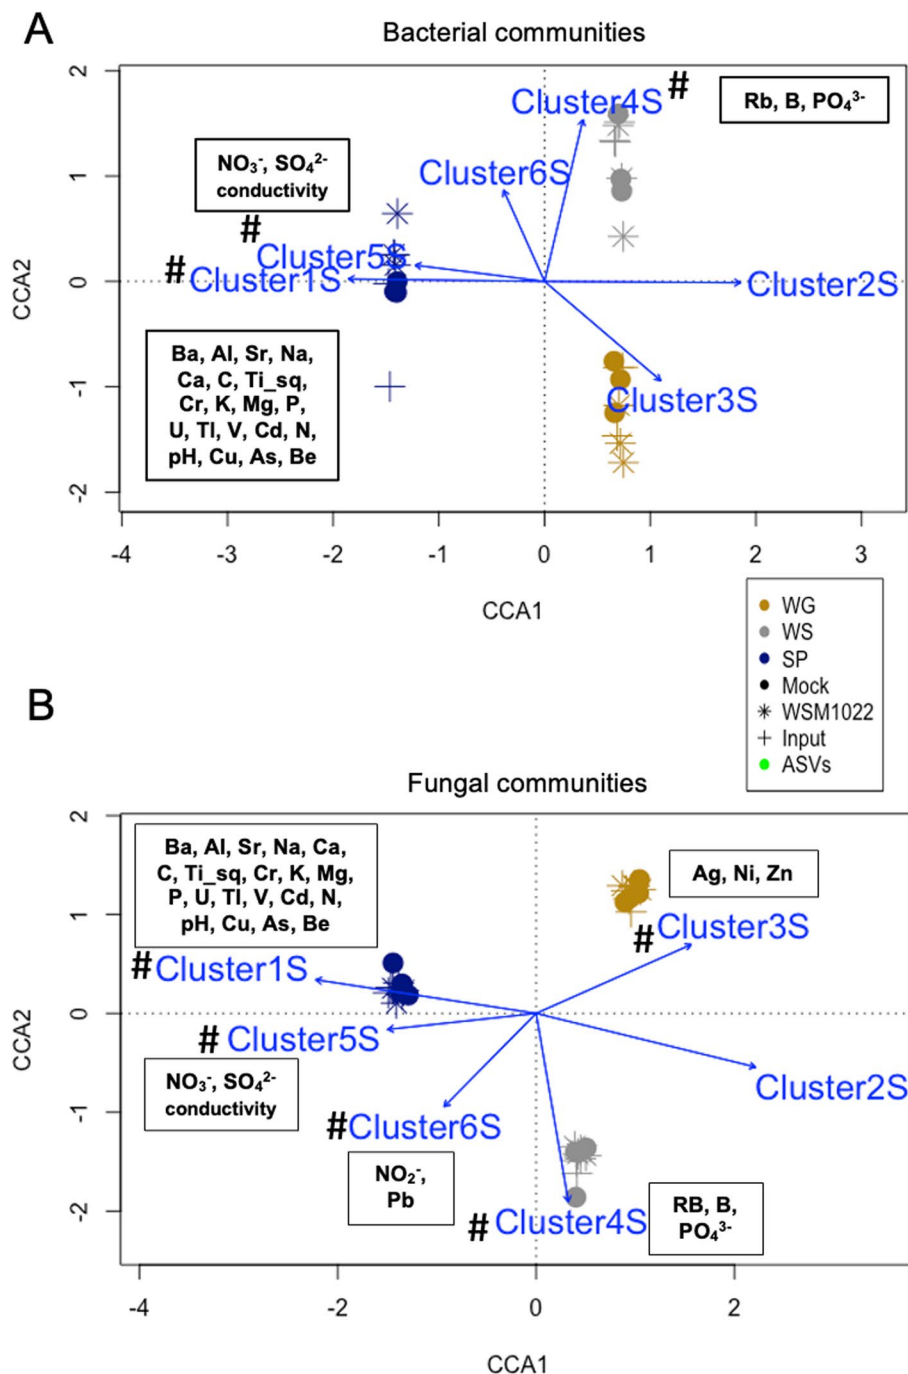 A
Bacterial communities
2
1
0
-1
-2
CCA2
#
Cluster4S
Rb, B, PO₄³⁻
NO₃⁻, SO₄²⁻
conductivity
Cluster6S
#
Cluster5S
#
Cluster1S
Cluster2S
Ba, Al, Sr, Na,
Ca, C, Ti_sq,
Cr, K, Mg, P,
U, Tl, V, Cd, N,
pH, Cu, As, Be
Cluster3S
-4 -3 -2 -1 0 1 2 3
CCA1
WG
WS
SP
Mock
WSM1022
Input
ASVs
B
Fungal communities
2
1
0
-1
-2
CCA2
Ba, Al, Sr, Na, Ca,
C, Ti_sq, Cr, K, Mg,
P, U, Tl, V, Cd, N,
pH, Cu, As, Be
Ag, Ni, Zn
# Cluster3S
# Cluster1S
# Cluster5S
NO₃⁻, SO₄²⁻
conductivity
Cluster2S
# Cluster6S
NO₂⁻,
Pb
# Cluster4S
RB, B,
PO₄³⁻
-4 -2 0 2
CCA1